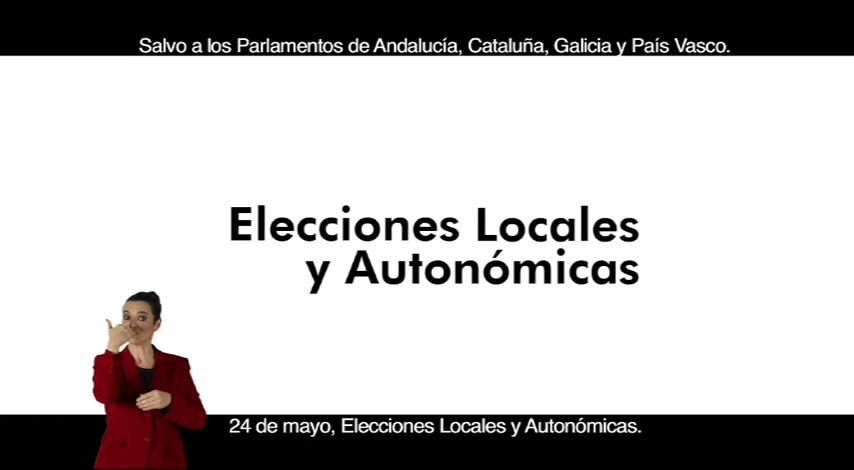 Salvo a los Parlamentos de Andalucía, Cataluña, Galicia y País Vasco.
Elecciones Locales
y Autonómicas
24 de mayo, Elecciones Locales y Autonómicas.